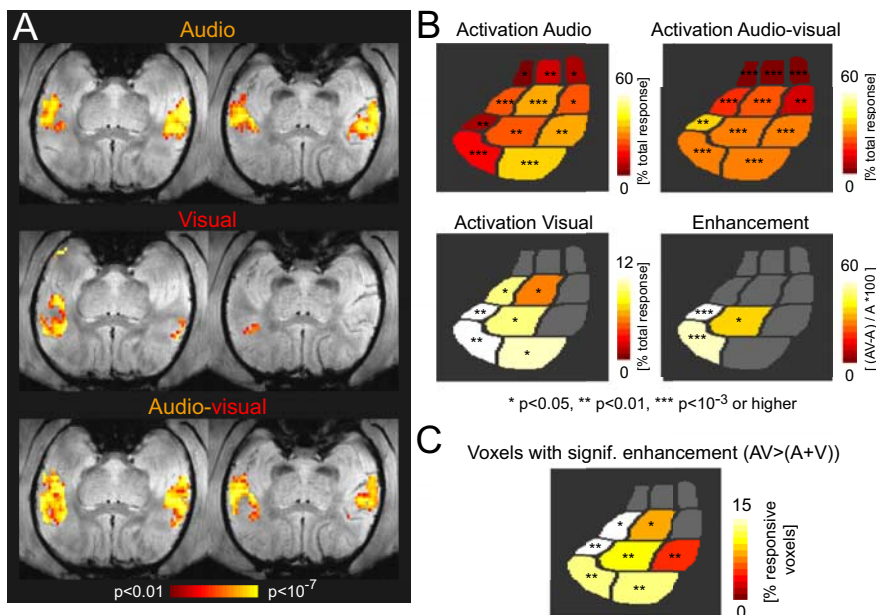 A
Audio
Visual
Audio-visual
p<0.01 p<10-7
B
Activation Audio
* ** *
*** *** *
** ** **
*** ***
60
0
[% total response]
Activation Audio-visual
*** *** ***
*** *** **
** *** ***
*** ***
60
0
[% total response]
Activation Visual
* *
** *
** *
12
0
[% total response]
Enhancement
*** *
***
60
0
[ (AV-A) / A *100 ]
* p<0.05, ** p<0.01, *** p<10-3 or higher
C
Voxels with signif. enhancement (AV>(A+V))
* *
** ** **
** **
15
0
[% responsive
voxels]